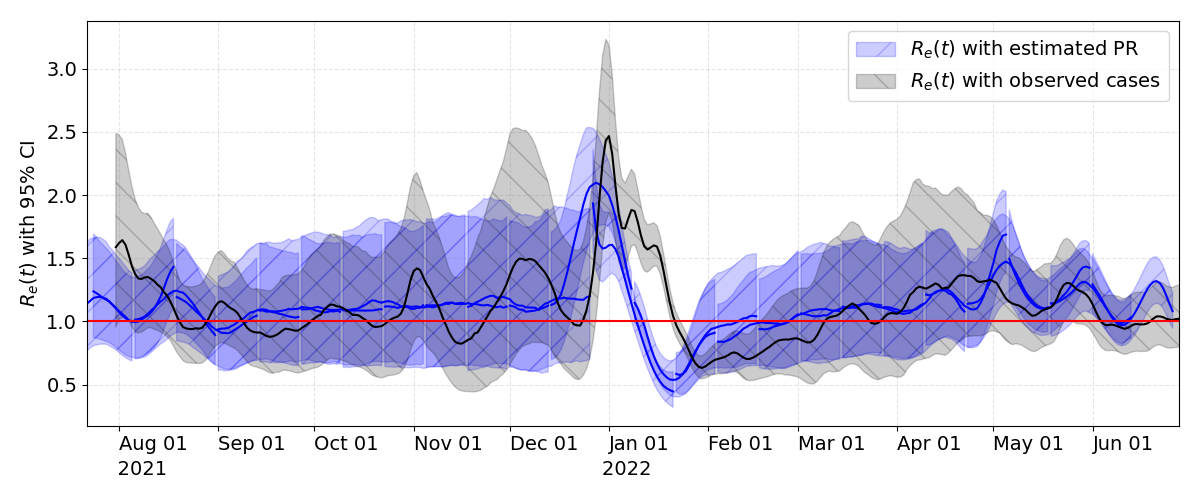 R_e(t) with 95% CI
3.0
2.5
2.0
1.5
1.0
0.5
R_e(t) with estimated PR
R_e(t) with observed cases
Aug 01 Sep 01 Oct 01 Nov 01 Dec 01 Jan 01 Feb 01 Mar 01 Apr 01 May 01 Jun 01
2021 2022